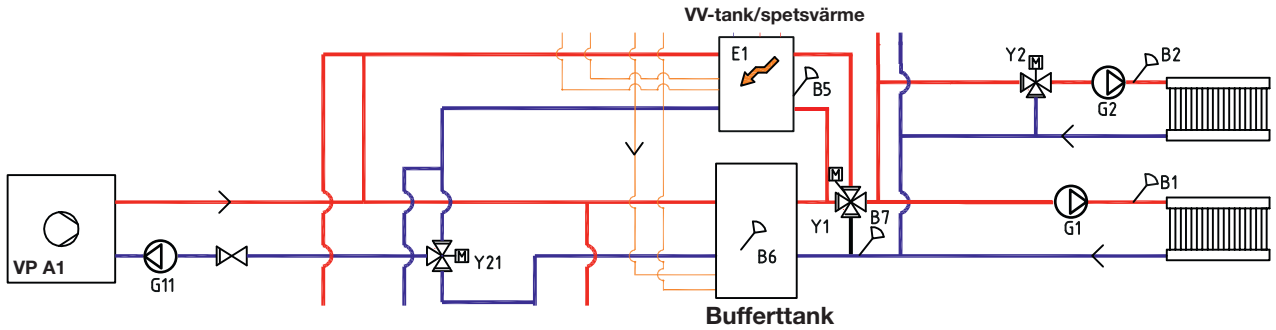 VV-tank/spetsvärme
E1
B5
Y2
M
B2
G2
M
Y1
B7
B1
G1
VP A1
G11
M
Y21
B6
Bufferttank